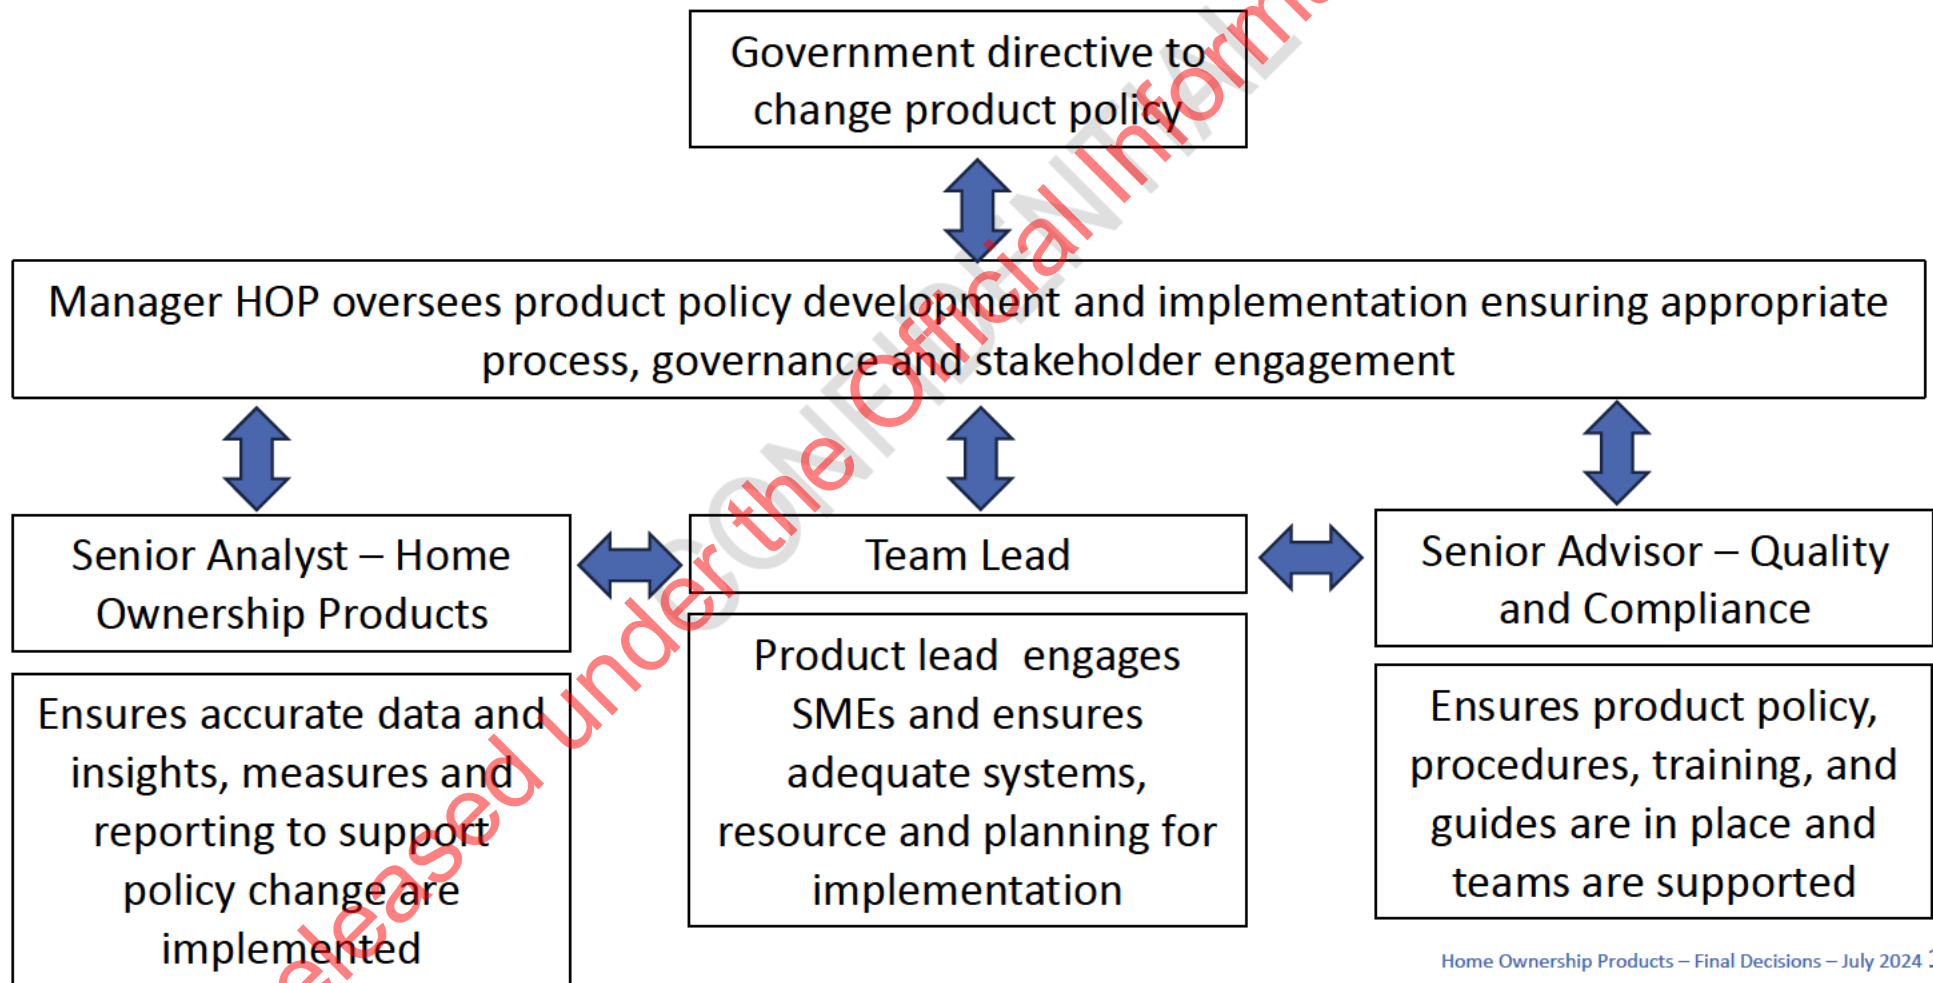 Government directive to
change product policy
Manager HOP oversees product policy development and implementation ensuring appropriate
process, governance and stakeholder engagement
Senior Analyst – Home
Ownership Products
Ensures accurate data and
insights, measures and
reporting to support
policy change are
implemented
Team Lead
Product lead  engages
SMEs and ensures
adequate systems,
resource and planning for
implementation
Senior Advisor – Quality
and Compliance
Ensures product policy,
procedures, training, and
guides are in place and
teams are supported
Home Ownership Products – Final Decisions – July 2024
CONFIDENTIAL
under the Official